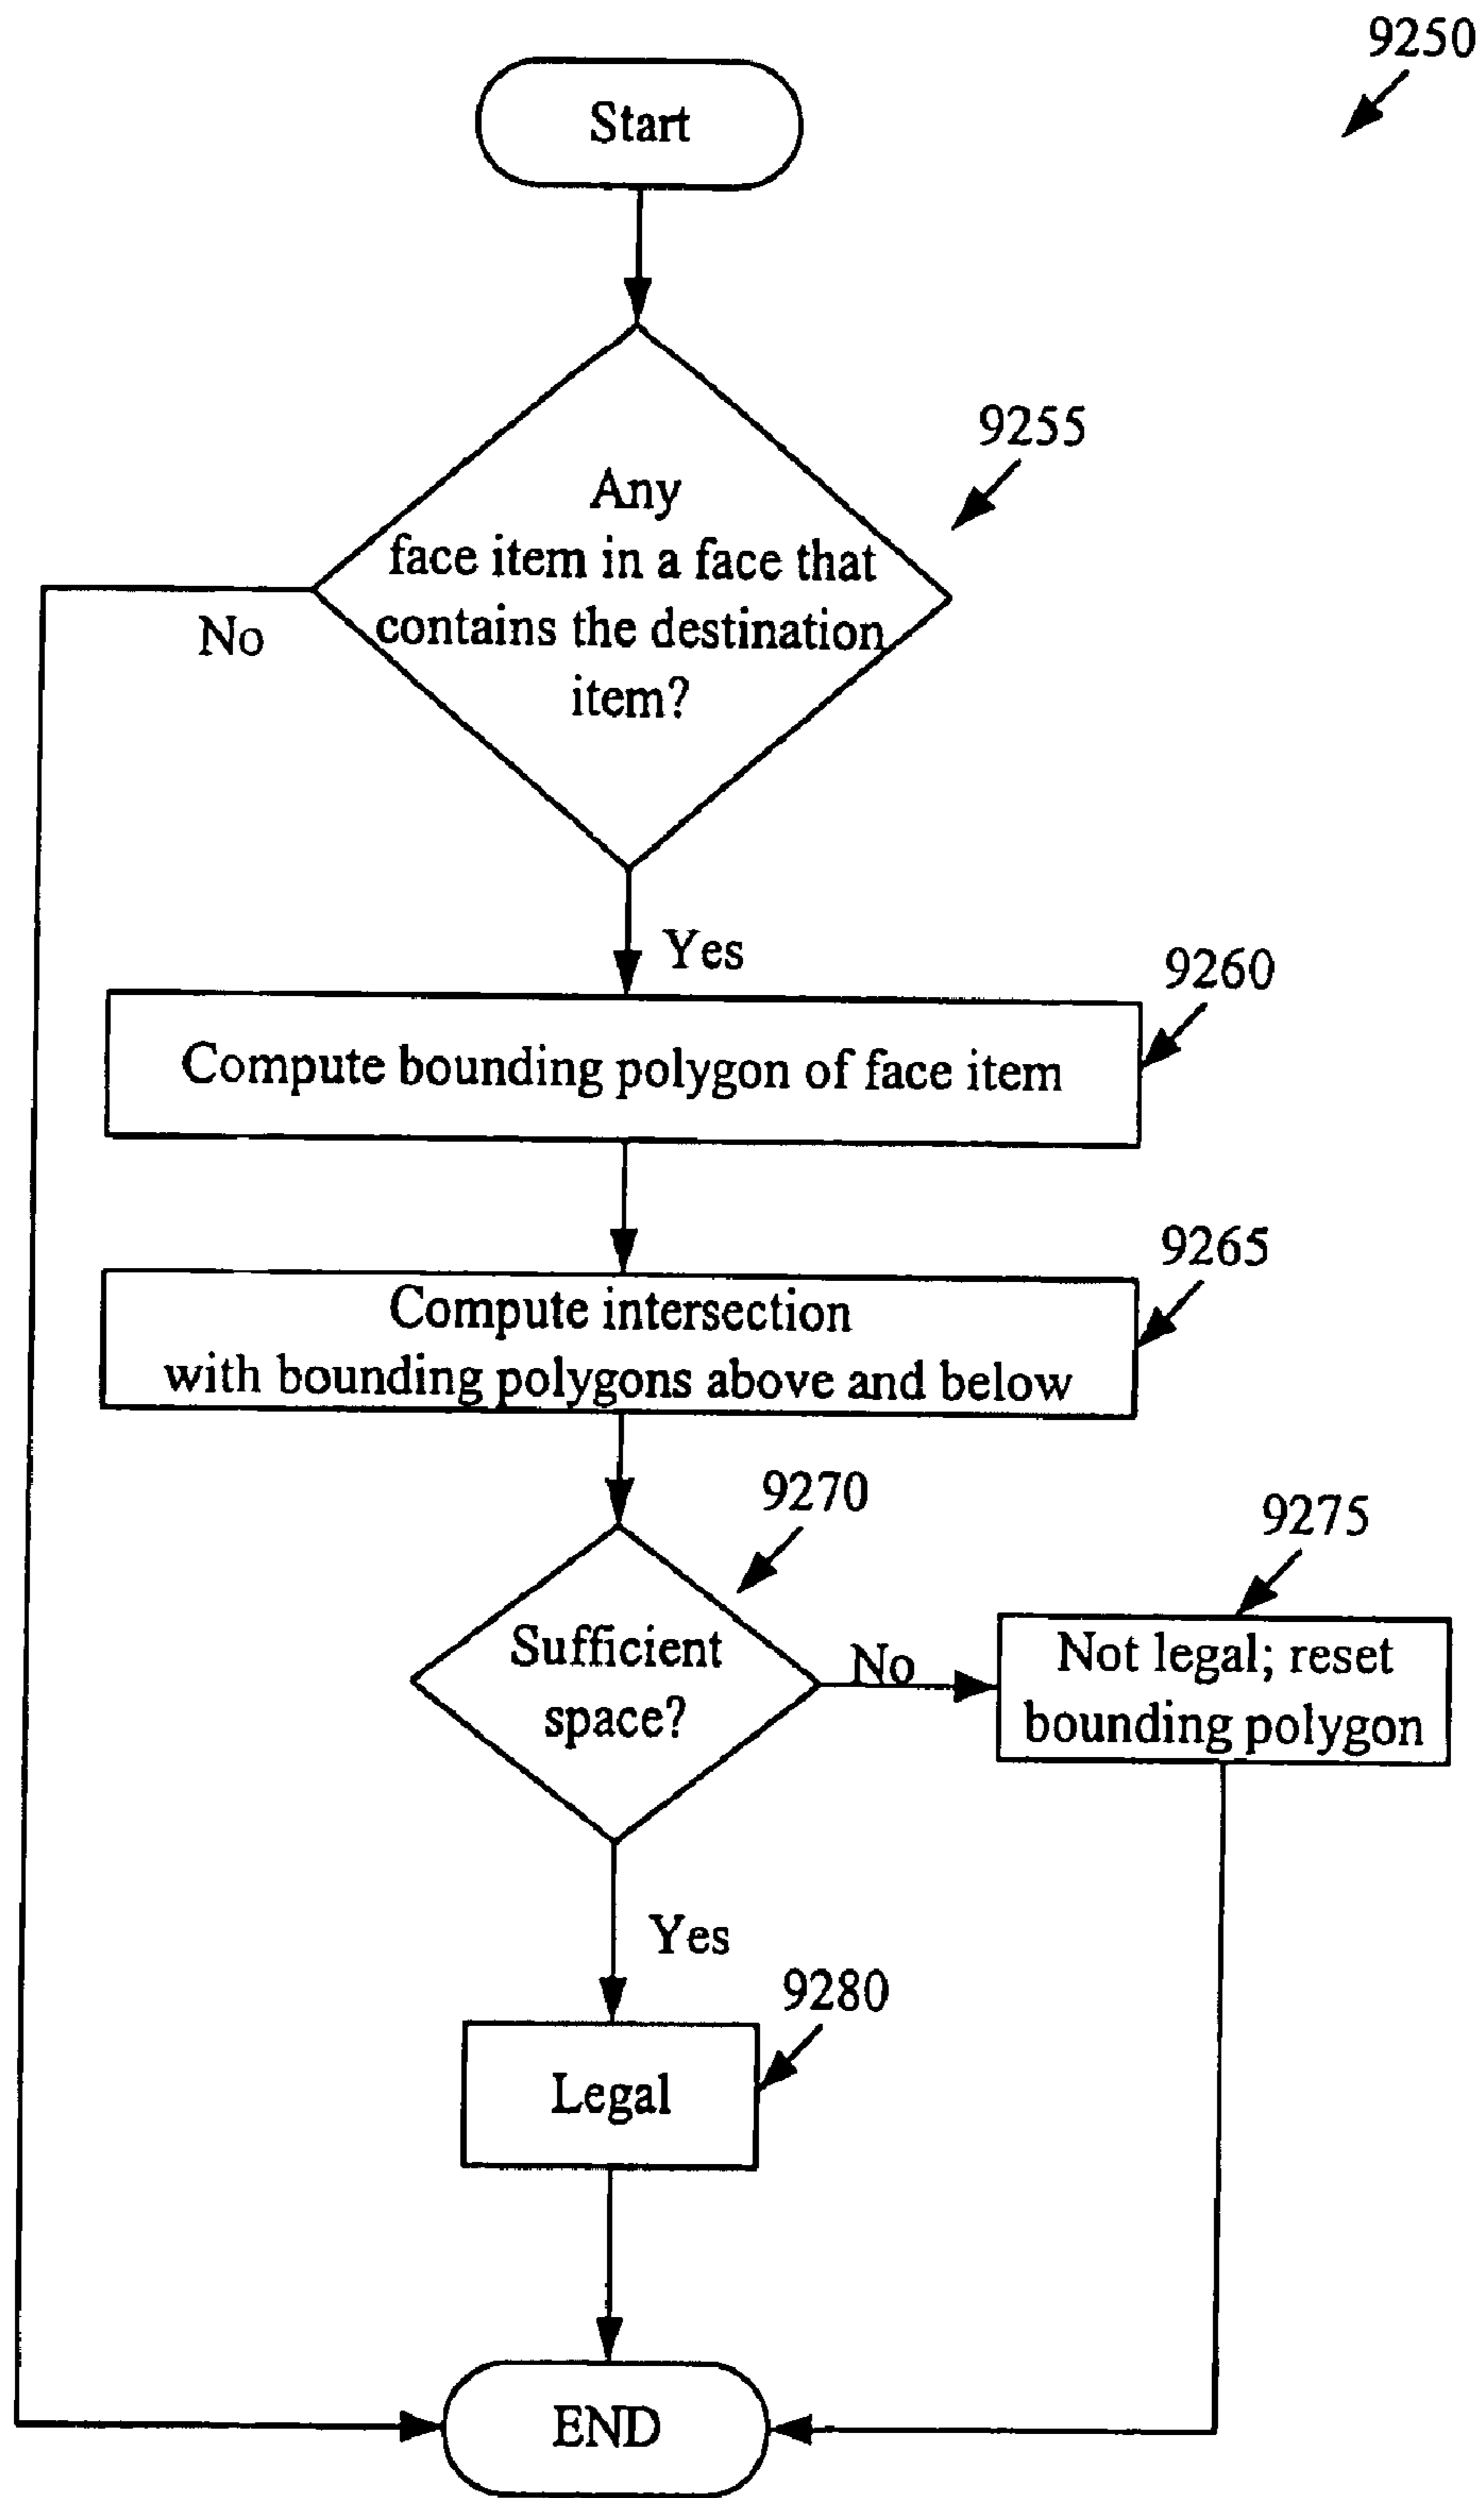 9250
Start
9255
Any
face item in a face that
contains the destination
item?
No
Yes
9260
Compute bounding polygon of face item
9265
Compute intersection
with bounding polygons above and below
9270
9275
Sufficient
space?
No
Not legal; reset
bounding polygon
Yes
9280
Legal
END